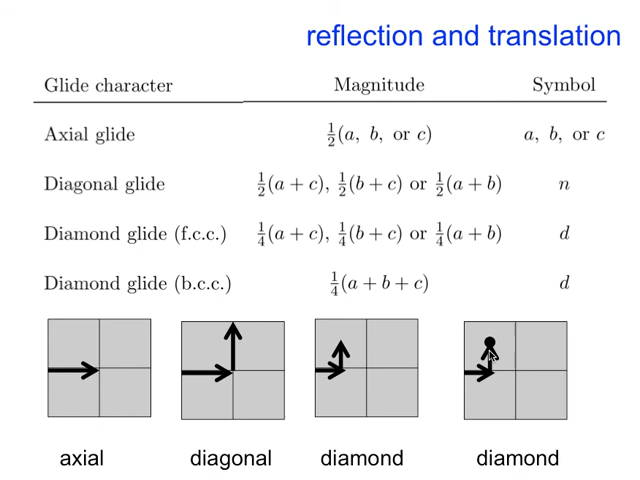 reflection and translation
Glide character Magnitude Symbol
Axial glide ½(a, b, or c) a, b, or c
Diagonal glide ½(a + c), ½(b + c) or ½(a + b) n
Diamond glide (f.c.c.) ¼(a + c), ¼(b + c) or ¼(a + b) d
Diamond glide (b.c.c.) ¼(a + b + c) d
axial diagonal diamond diamond